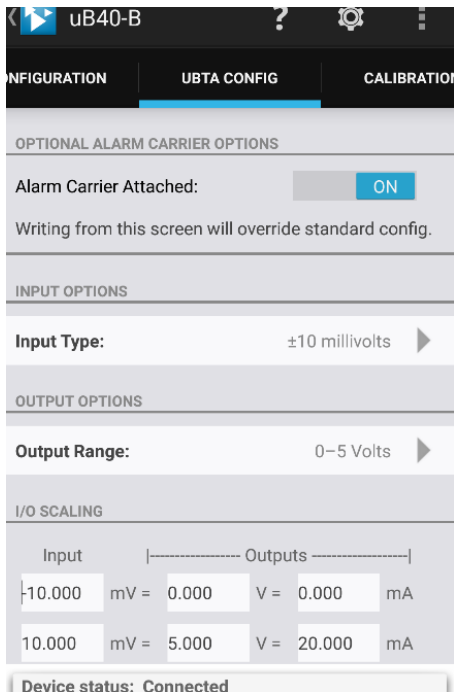 uB40-B ?
ONFIGURATION UBTA CONFIG CALIBRATION
OPTIONAL ALARM CARRIER OPTIONS
Alarm Carrier Attached: ON
Writing from this screen will override standard config.
INPUT OPTIONS
Input Type: ±10 millivolts
OUTPUT OPTIONS
Output Range: 0–5 Volts
I/O SCALING
Input |------------------ Outputs -------------------|
-10.000 mV = 0.000 V = 0.000 mA
10.000 mV = 5.000 V = 20.000 mA
Device status: Connected